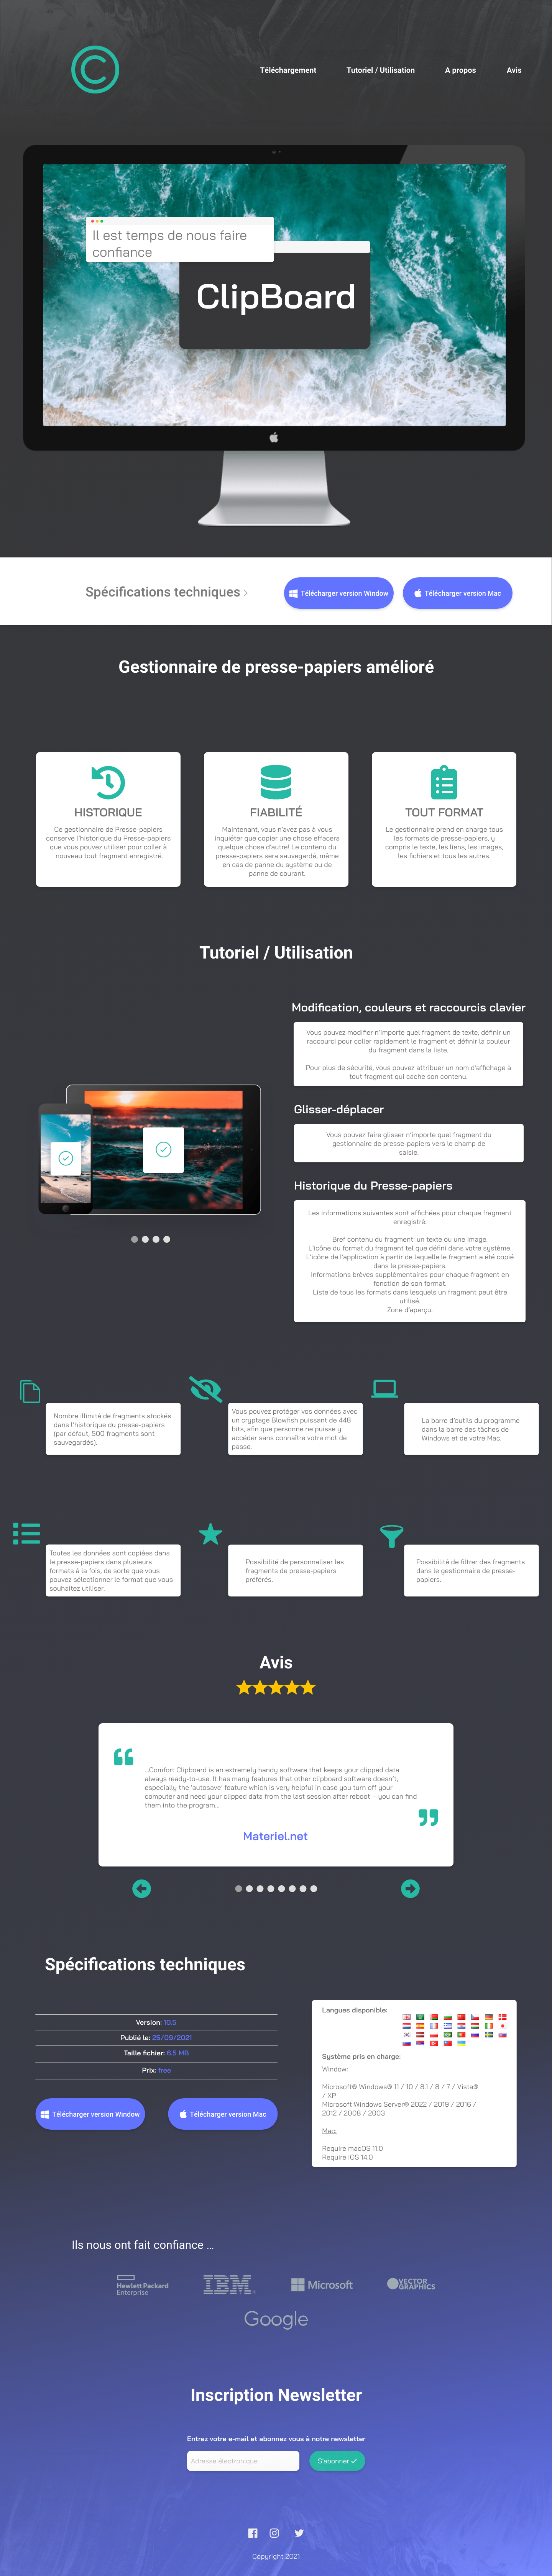 Téléchargement
Tutoriel / Utilisation
A propos
Avis
Il est temps de nous faire
confiance
ClipBoard
Spécifications techniques ›
Télécharger version Window
Télécharger version Mac
Gestionnaire de presse-papiers amélioré
HISTORIQUE
Ce gestionnaire de Presse-papiers
conserve l'historique du Presse-papiers
que vous pouvez utiliser pour coller à
nouveau tout fragment enregistré.
FIABILITÉ
Maintenant, vous n'avez pas à vous
inquiéter que copier une chose effacera
quelque chose d'autre! Le contenu du
presse-papiers sera sauvegardé, même
en cas de panne du système ou de
panne de courant.
TOUT FORMAT
Le gestionnaire prend en charge tous
les formats de presse-papiers, y
compris le texte, les liens, les images,
les fichiers et tous les autres.
Tutoriel / Utilisation
Modification, couleurs et raccourcis clavier
Vous pouvez modifier n'importe quel fragment de texte, définir un
raccourci pour coller rapidement le fragment et définir la couleur
du fragment dans la liste.
Pour plus de sécurité, vous pouvez attribuer un nom d'affichage à
tout fragment qui cache son contenu.
Glisser-déplacer
Vous pouvez faire glisser n'importe quel fragment du
gestionnaire de presse-papiers vers le champ de
saisie.
Historique du Presse-papiers
Les informations suivantes sont affichées pour chaque fragment
enregistré:
Bref contenu du fragment: un texte ou une image.
L'icône du format du fragment tel que défini dans votre système.
L'icône de l'application à partir de laquelle le fragment a été copié
dans le presse-papiers.
Informations brèves supplémentaires pour chaque fragment en
fonction de son format.
Liste de tous les formats dans lesquels un fragment peut être
utilisé.
Zone d'aperçu.
Nombre illimité de fragments stockés
dans l'historique du presse-papiers
(par défaut, 500 fragments sont
sauvegardés).
Vous pouvez protéger vos données avec
un cryptage Blowfish puissant de 448
bits, afin que personne ne puisse y
accéder sans connaître votre mot de
passe.
La barre d'outils du programme
dans la barre des tâches de
Windows et de votre Mac.
Toutes les données sont copiées dans
le presse-papiers dans plusieurs
formats à la fois, de sorte que vous
pouvez sélectionner le format que vous
souhaitez utiliser.
Possibilité de personnaliser les
fragments de presse-papiers
préférés.
Possibilité de filtrer des fragments
dans le gestionnaire de presse-
papiers.
Avis
...Comfort Clipboard is an extremely handy software that keeps your clipped data
always ready-to-use. It has many features that other clipboard software doesn't,
especially the 'autosave' feature which is very helpful in case you turn off your
computer and need your clipped data from the last session after reboot – you can find
them into the program...
Materiel.net
Spécifications techniques
Version: 10.5
Publié le: 25/09/2021
Taille fichier: 6.5 MB
Prix: free
Télécharger version Window
Télécharger version Mac
Langues disponible:
Système pris en charge:
Window:
Microsoft® Windows® 11 / 10 / 8.1 / 8 / 7 / Vista®
/ XP
Microsoft Windows Server® 2022 / 2019 / 2016 /
2012 / 2008 / 2003
Mac:
Require macOS 11.0
Require iOS 14.0
Ils nous ont fait confiance ...
Hewlett Packard
Enterprise
IBM
Microsoft
VECTOR
GRAPHICS
Google
Inscription Newsletter
Entrez votre e-mail et abonnez vous à notre newsletter
Adresse électronique
S'abonner
Copyright 2021